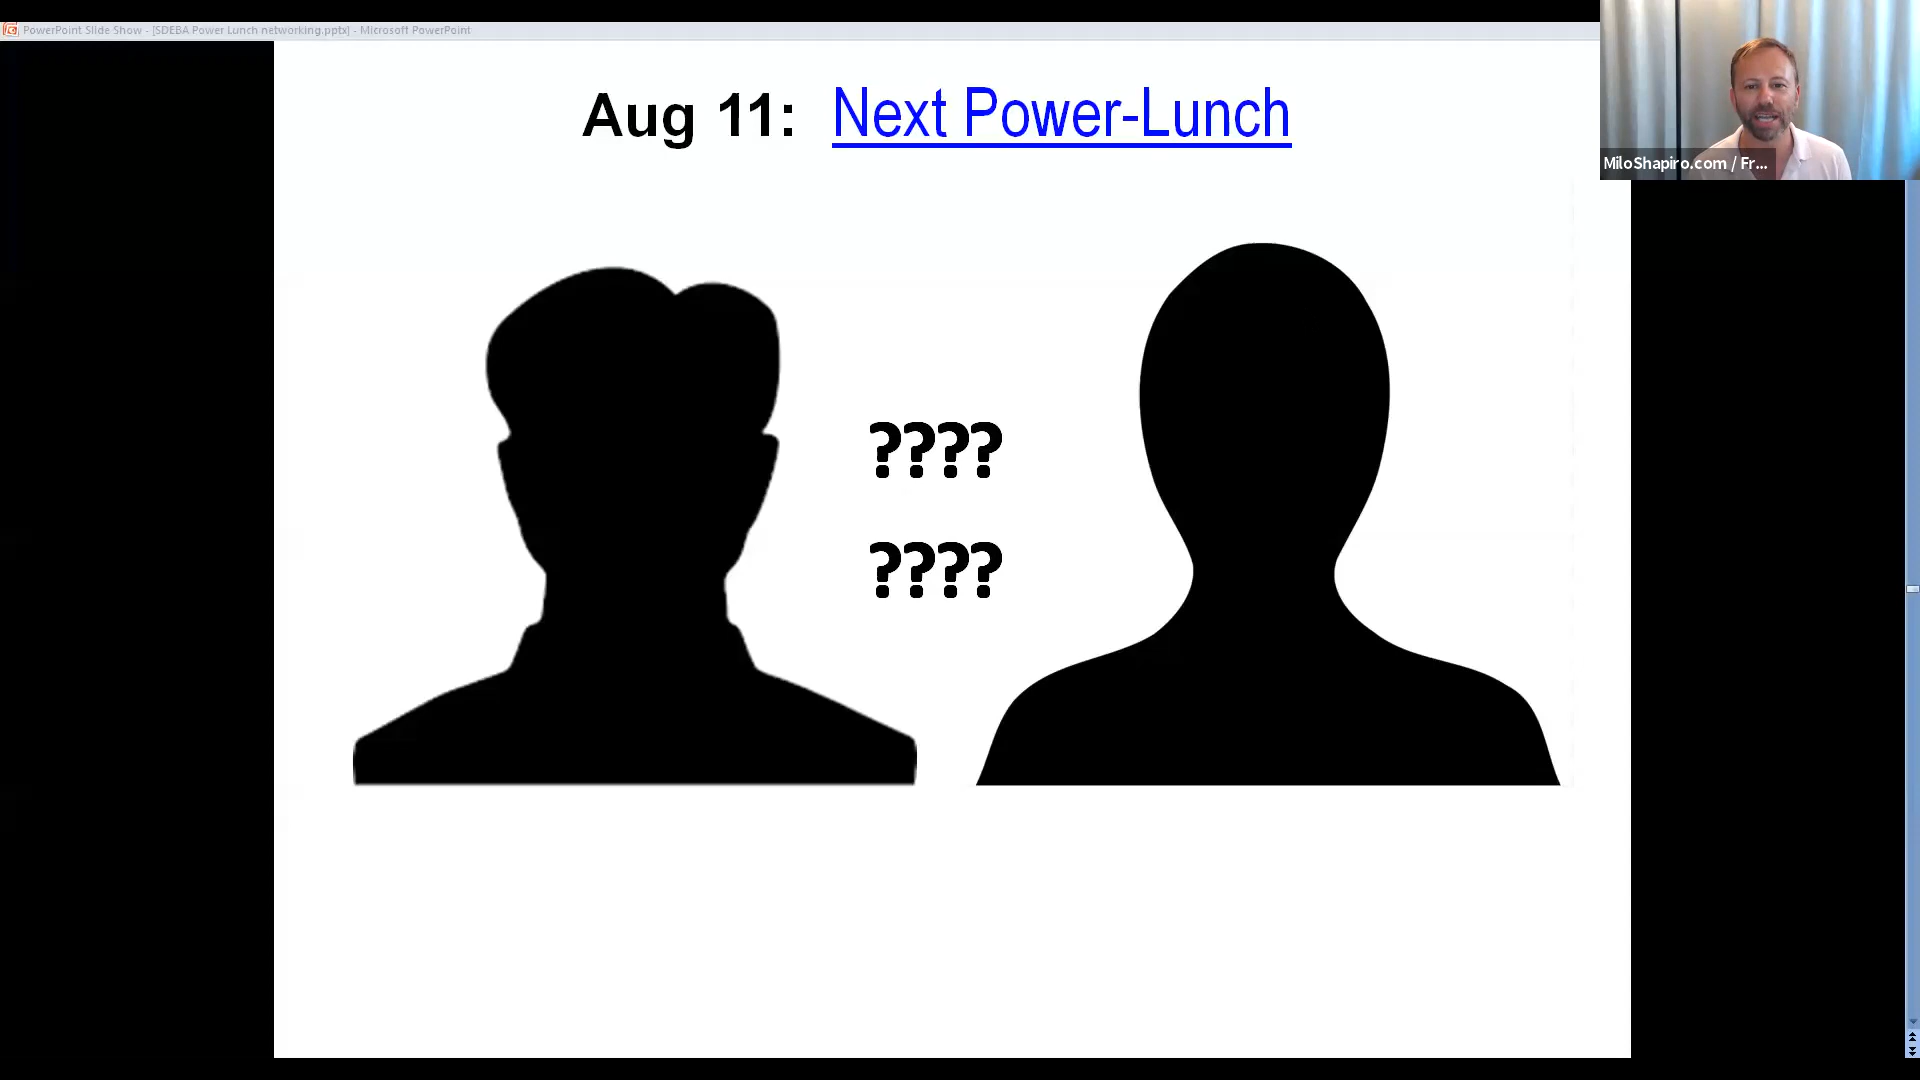 PowerPoint Slide Show - [SDEBA Power Lunch networking.pptx] - Microsoft PowerPoint
Aug 11: Next Power-Lunch
MiloShapiro.com / Fr...
????
????